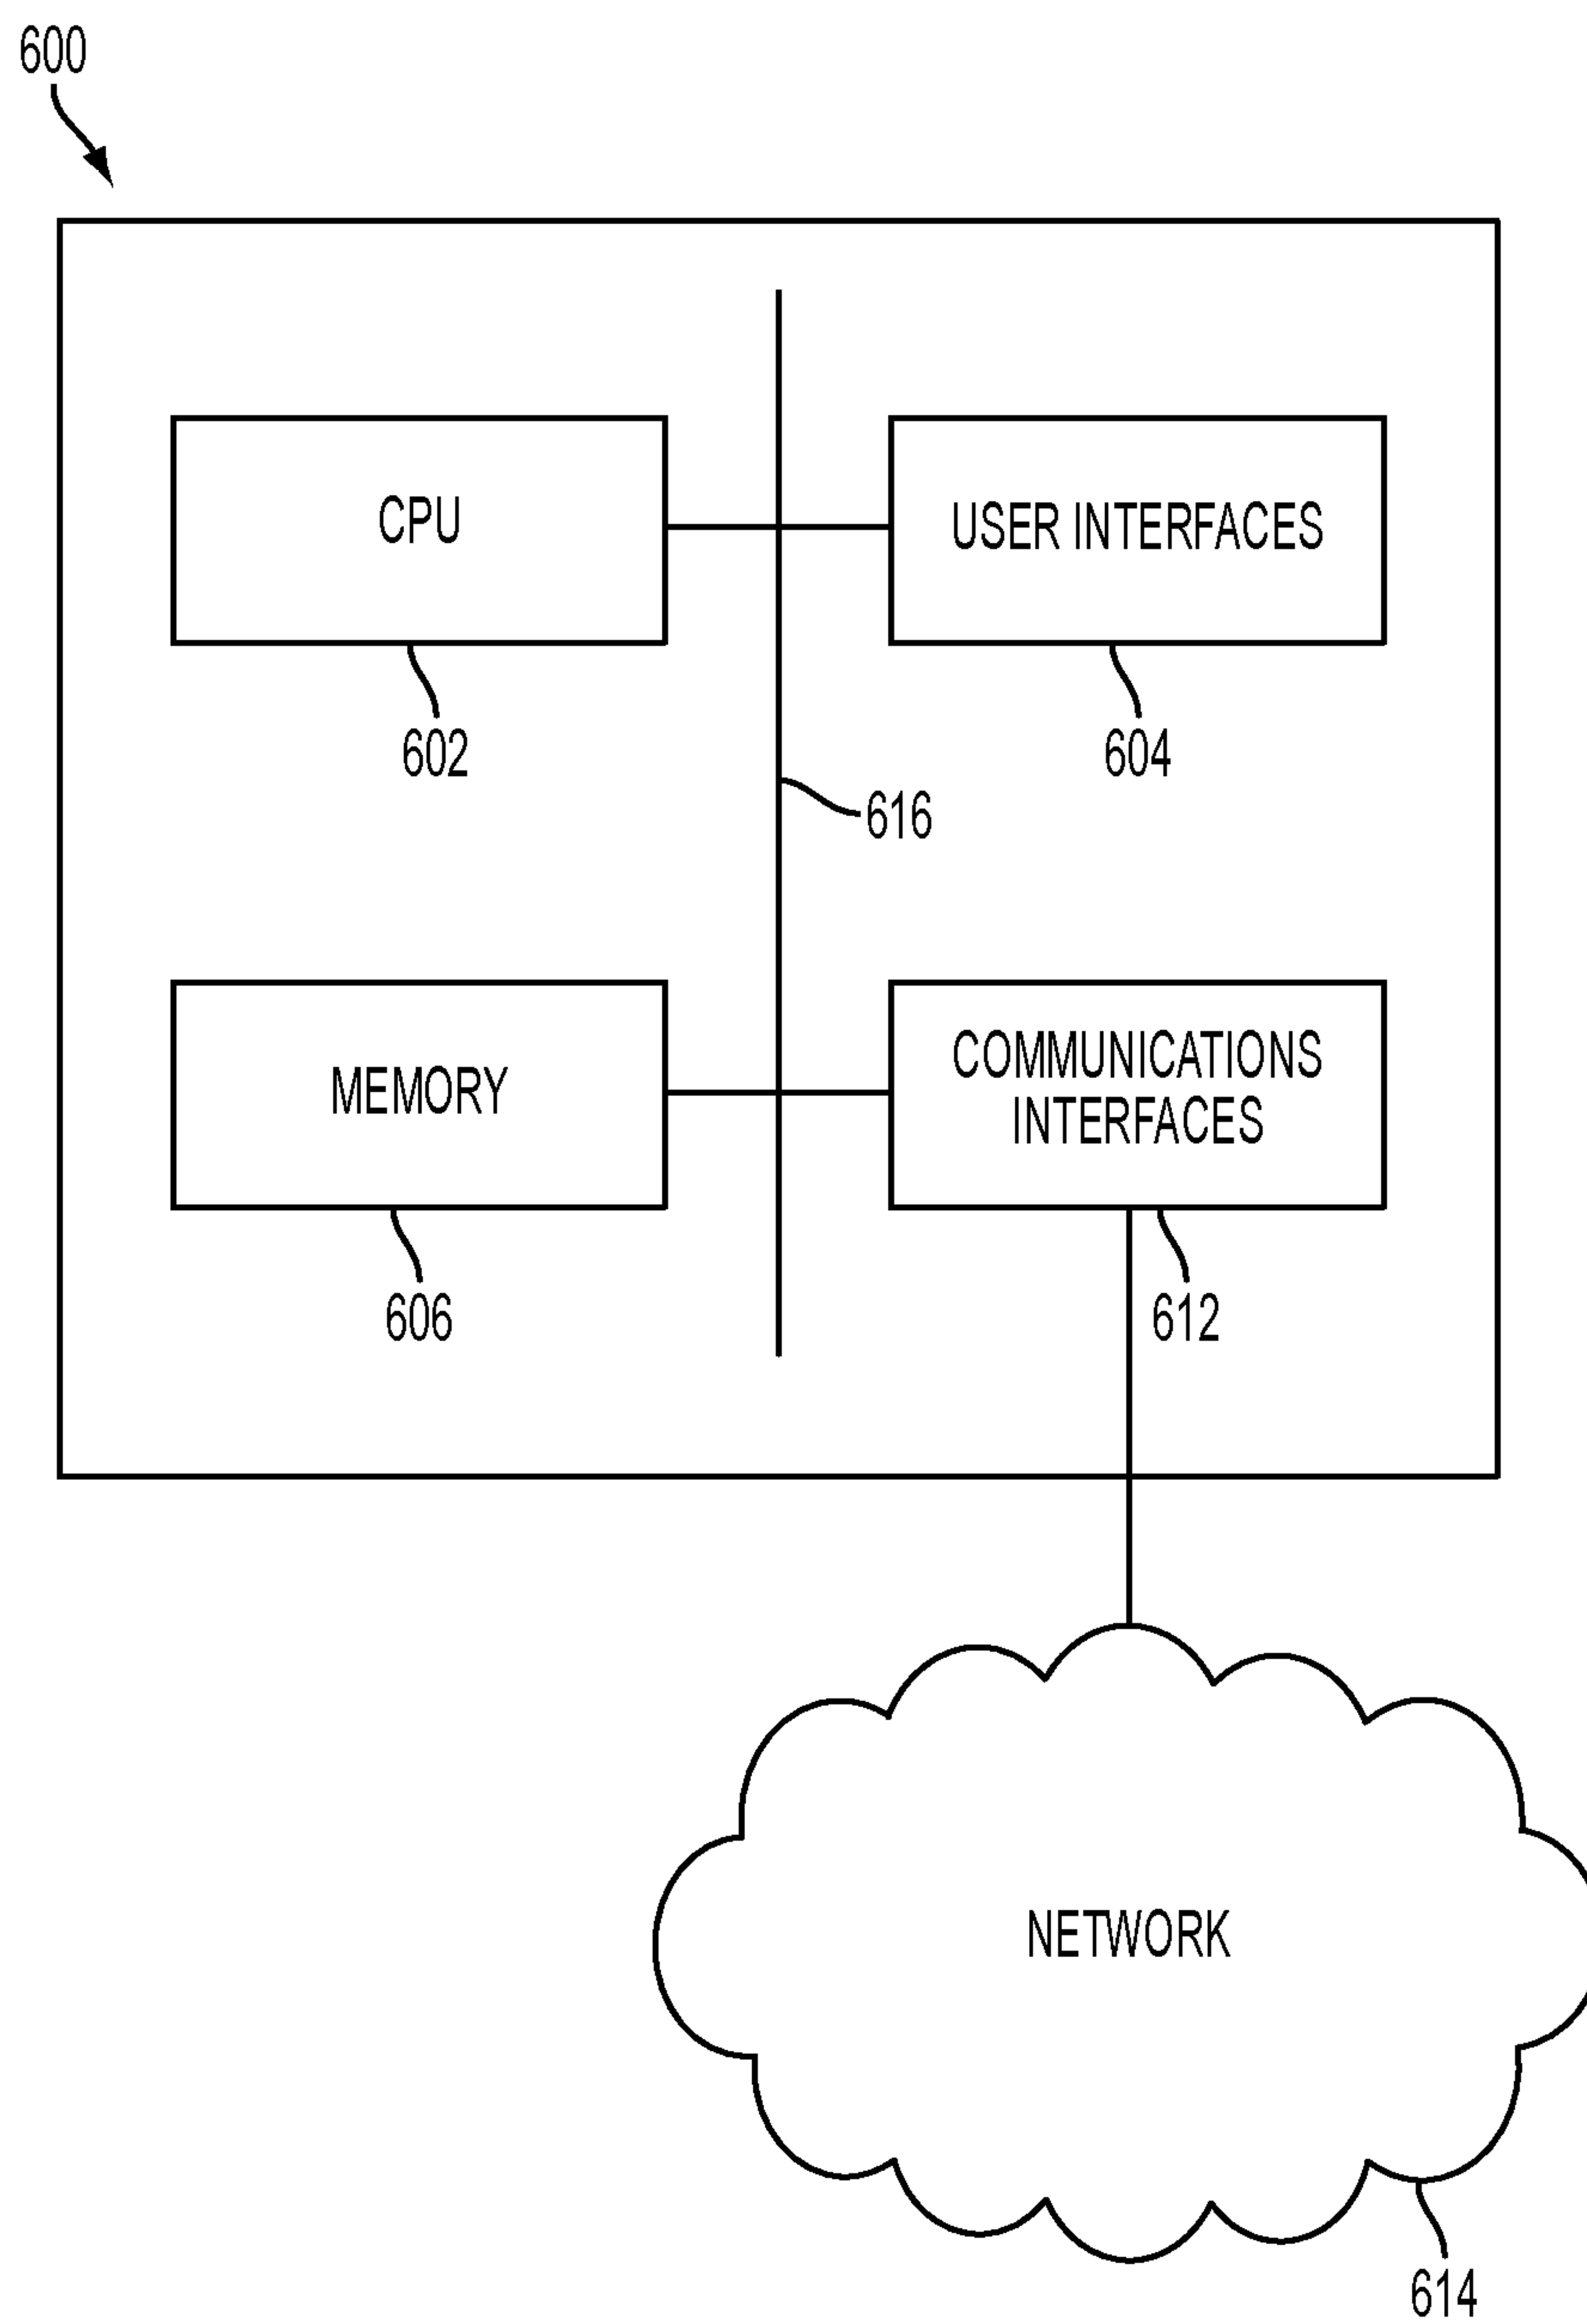 600
CPU
USER INTERFACES
602
604
616
MEMORY
COMMUNICATIONS
INTERFACES
606
612
NETWORK
614